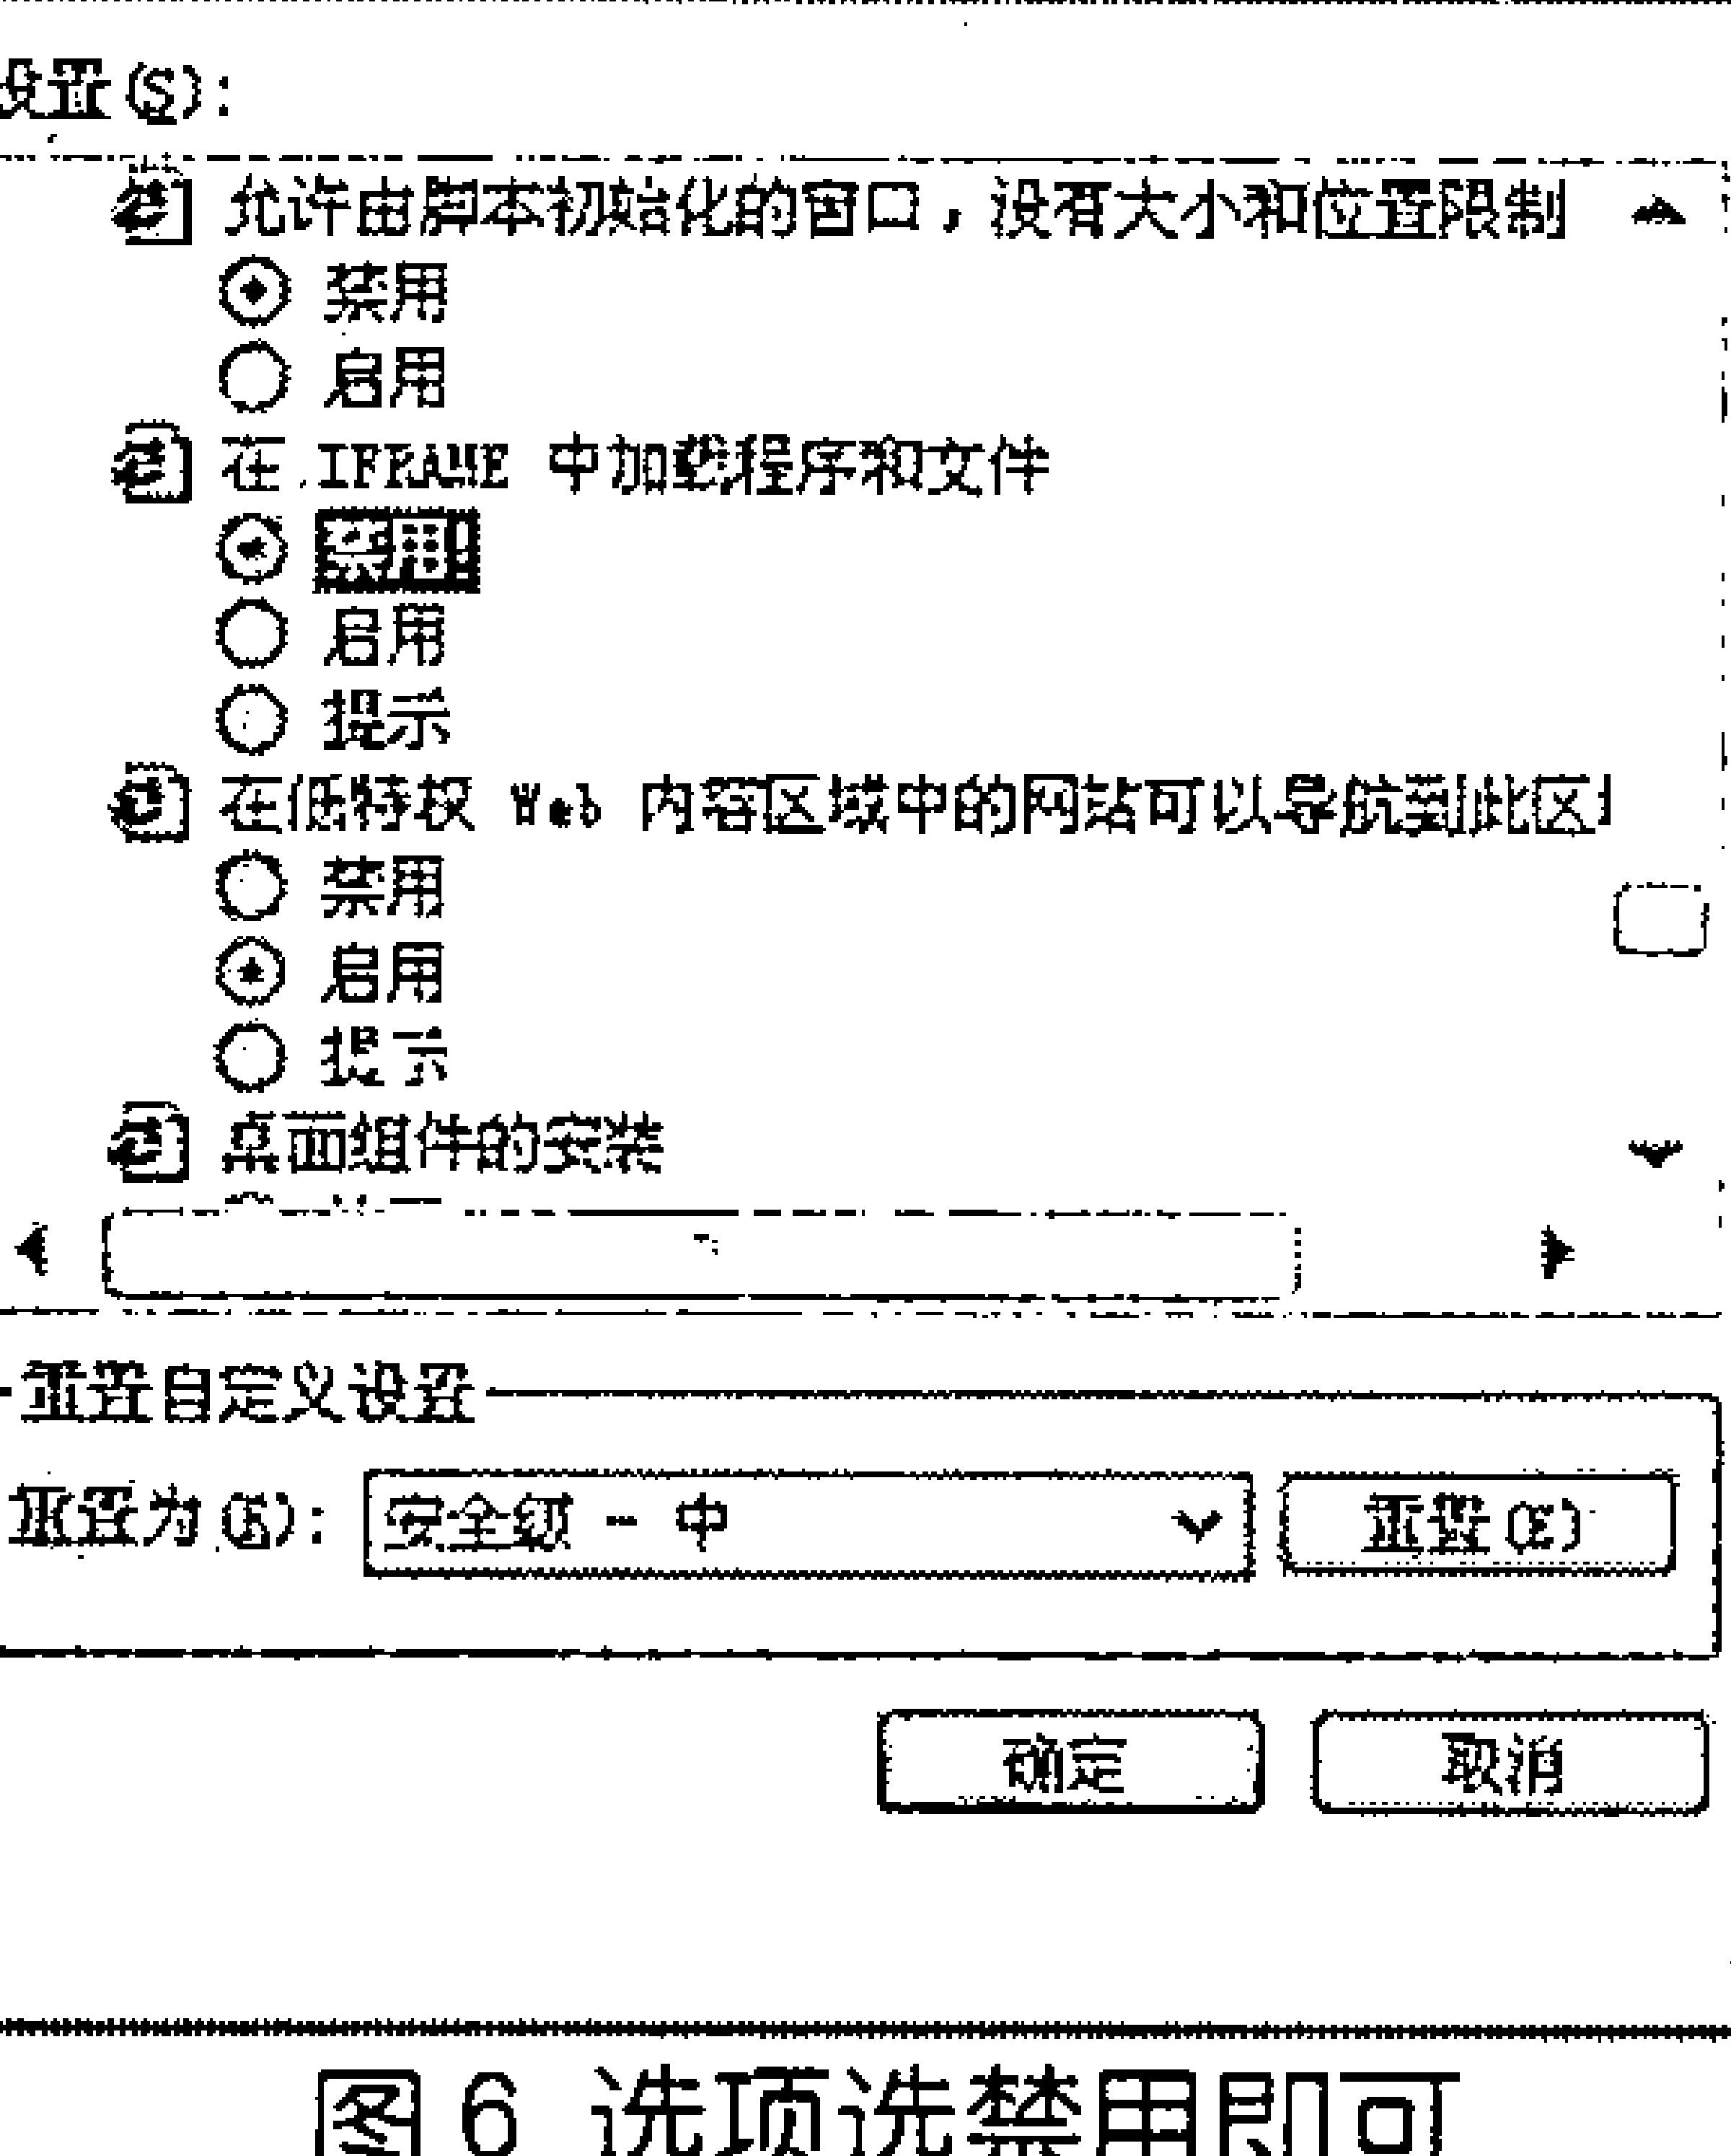 设置(S):
允许由脚本初始化的窗口，没有大小和位置限制
禁用
启用
在 IFRAME 中加载程序和文件
禁用
启用
提示
在低特权 Web 内容区域中的网站可以导航到此区
禁用
启用
提示
桌面组件的安装
重置自定义设置
重置为(R):
安全级 - 中
重置(E)
确定
取消
图6 选项选禁用即可